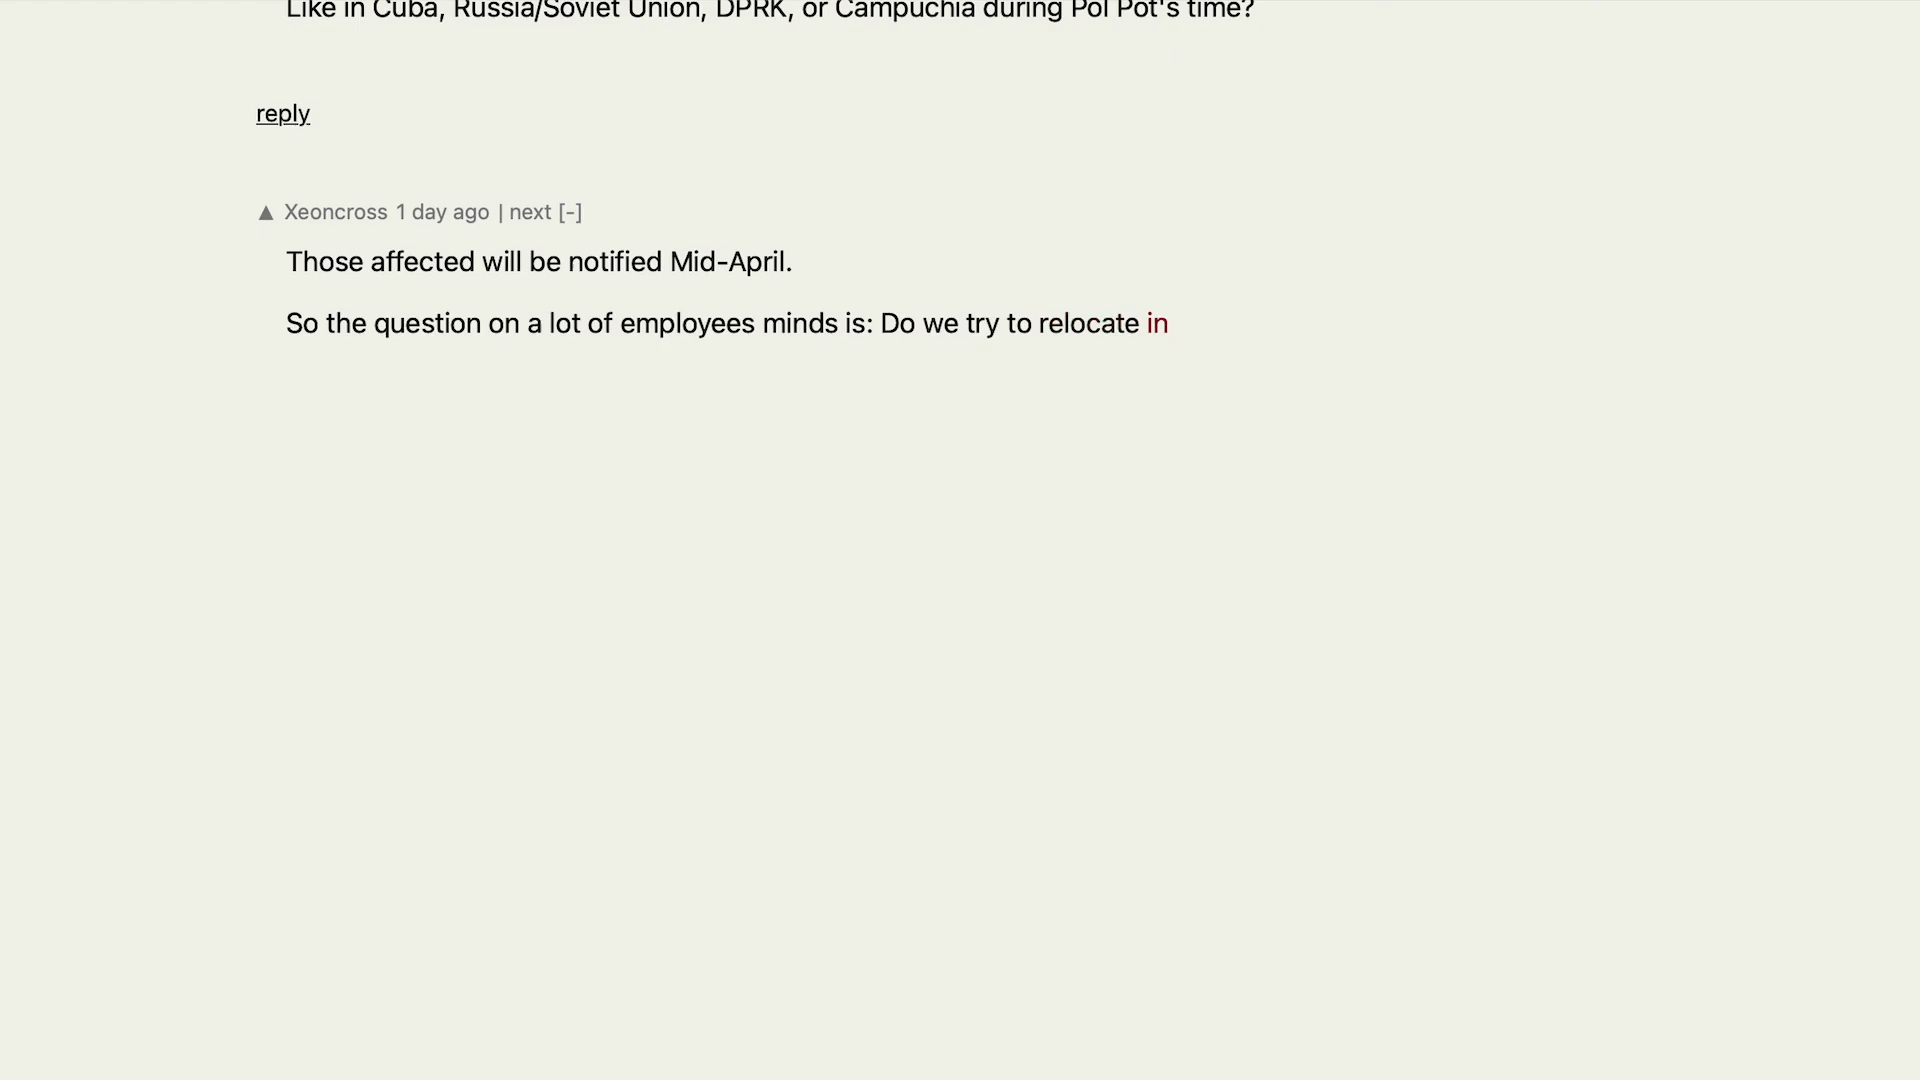 Like in Cuba, Russia/Soviet Union, DPRK, or Campuchia during Pol Pot's time?
reply
▲ Xeoncross 1 day ago | next [-]
Those affected will be notified Mid-April.
So the question on a lot of employees minds is: Do we try to relocate in